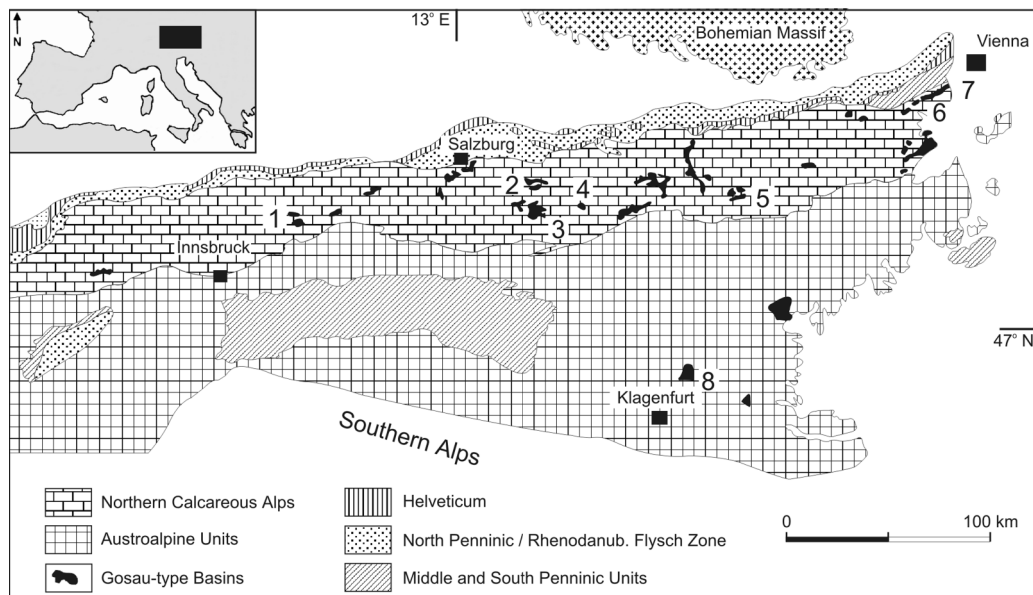 N
13° E
Bohemian Massif
Vienna
7
6
Salzburg
2
4
5
1
3
Innsbruck
47° N
8
Klagenfurt
Southern Alps
Northern Calcareous Alps
Austroalpine Units
Gosau-type Basins
Helveticum
North Penninic / Rhenodanub. Flysch Zone
Middle and South Penninic Units
0
100 km